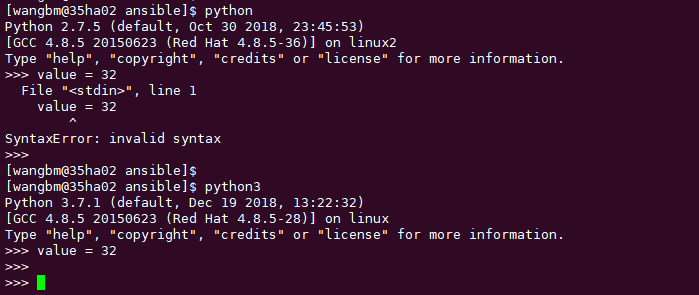 [wangbm@35ha02 ansible]$ python
Python 2.7.5 (default, Oct 30 2018, 23:45:53)
[GCC 4.8.5 20150623 (Red Hat 4.8.5-36)] on linux2
Type "help", "copyright", "credits" or "license" for more information.
>>> value = 32
  File "<stdin>", line 1
    value = 32
        ^
SyntaxError: invalid syntax
>>>
[wangbm@35ha02 ansible]$
[wangbm@35ha02 ansible]$ python3
Python 3.7.1 (default, Dec 19 2018, 13:22:32)
[GCC 4.8.5 20150623 (Red Hat 4.8.5-28)] on linux
Type "help", "copyright", "credits" or "license" for more information.
>>> value = 32
>>>
>>>